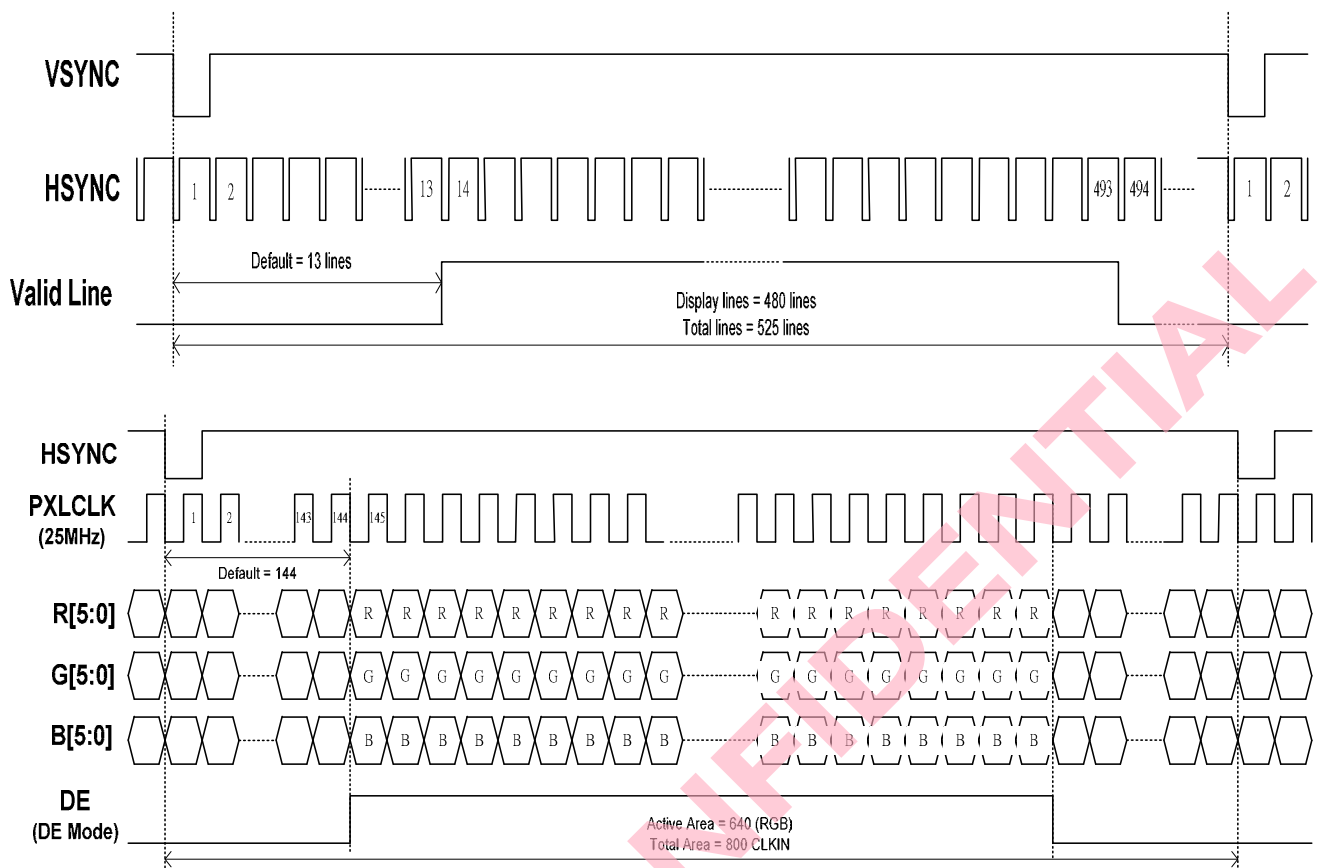 VSYNC
HSYNC
1 2 13 14 493 494 1 2
Default = 13 lines
Valid Line
Display lines = 480 lines
Total lines = 525 lines
HSYNC
PXLCLK
(25MHz)
1 2 143 144 145
Default = 144
R[5:0]
R R R R R R R R R R R R R R R R R
G[5:0]
G G G G G G G G G G G G G G G G G
B[5:0]
B B B B B B B B B B B B B B B B B
DE
(DE Mode)
Active Area = 640 (RGB)
Total Area = 800 CLKIN
NFIDENTIAL